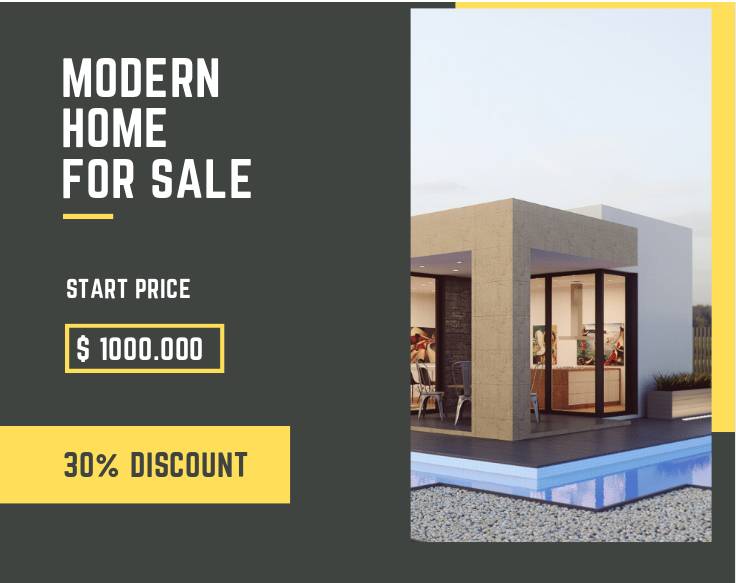 MODERN
HOME
FOR SALE
START PRICE
$ 1000.000
30% DISCOUNT